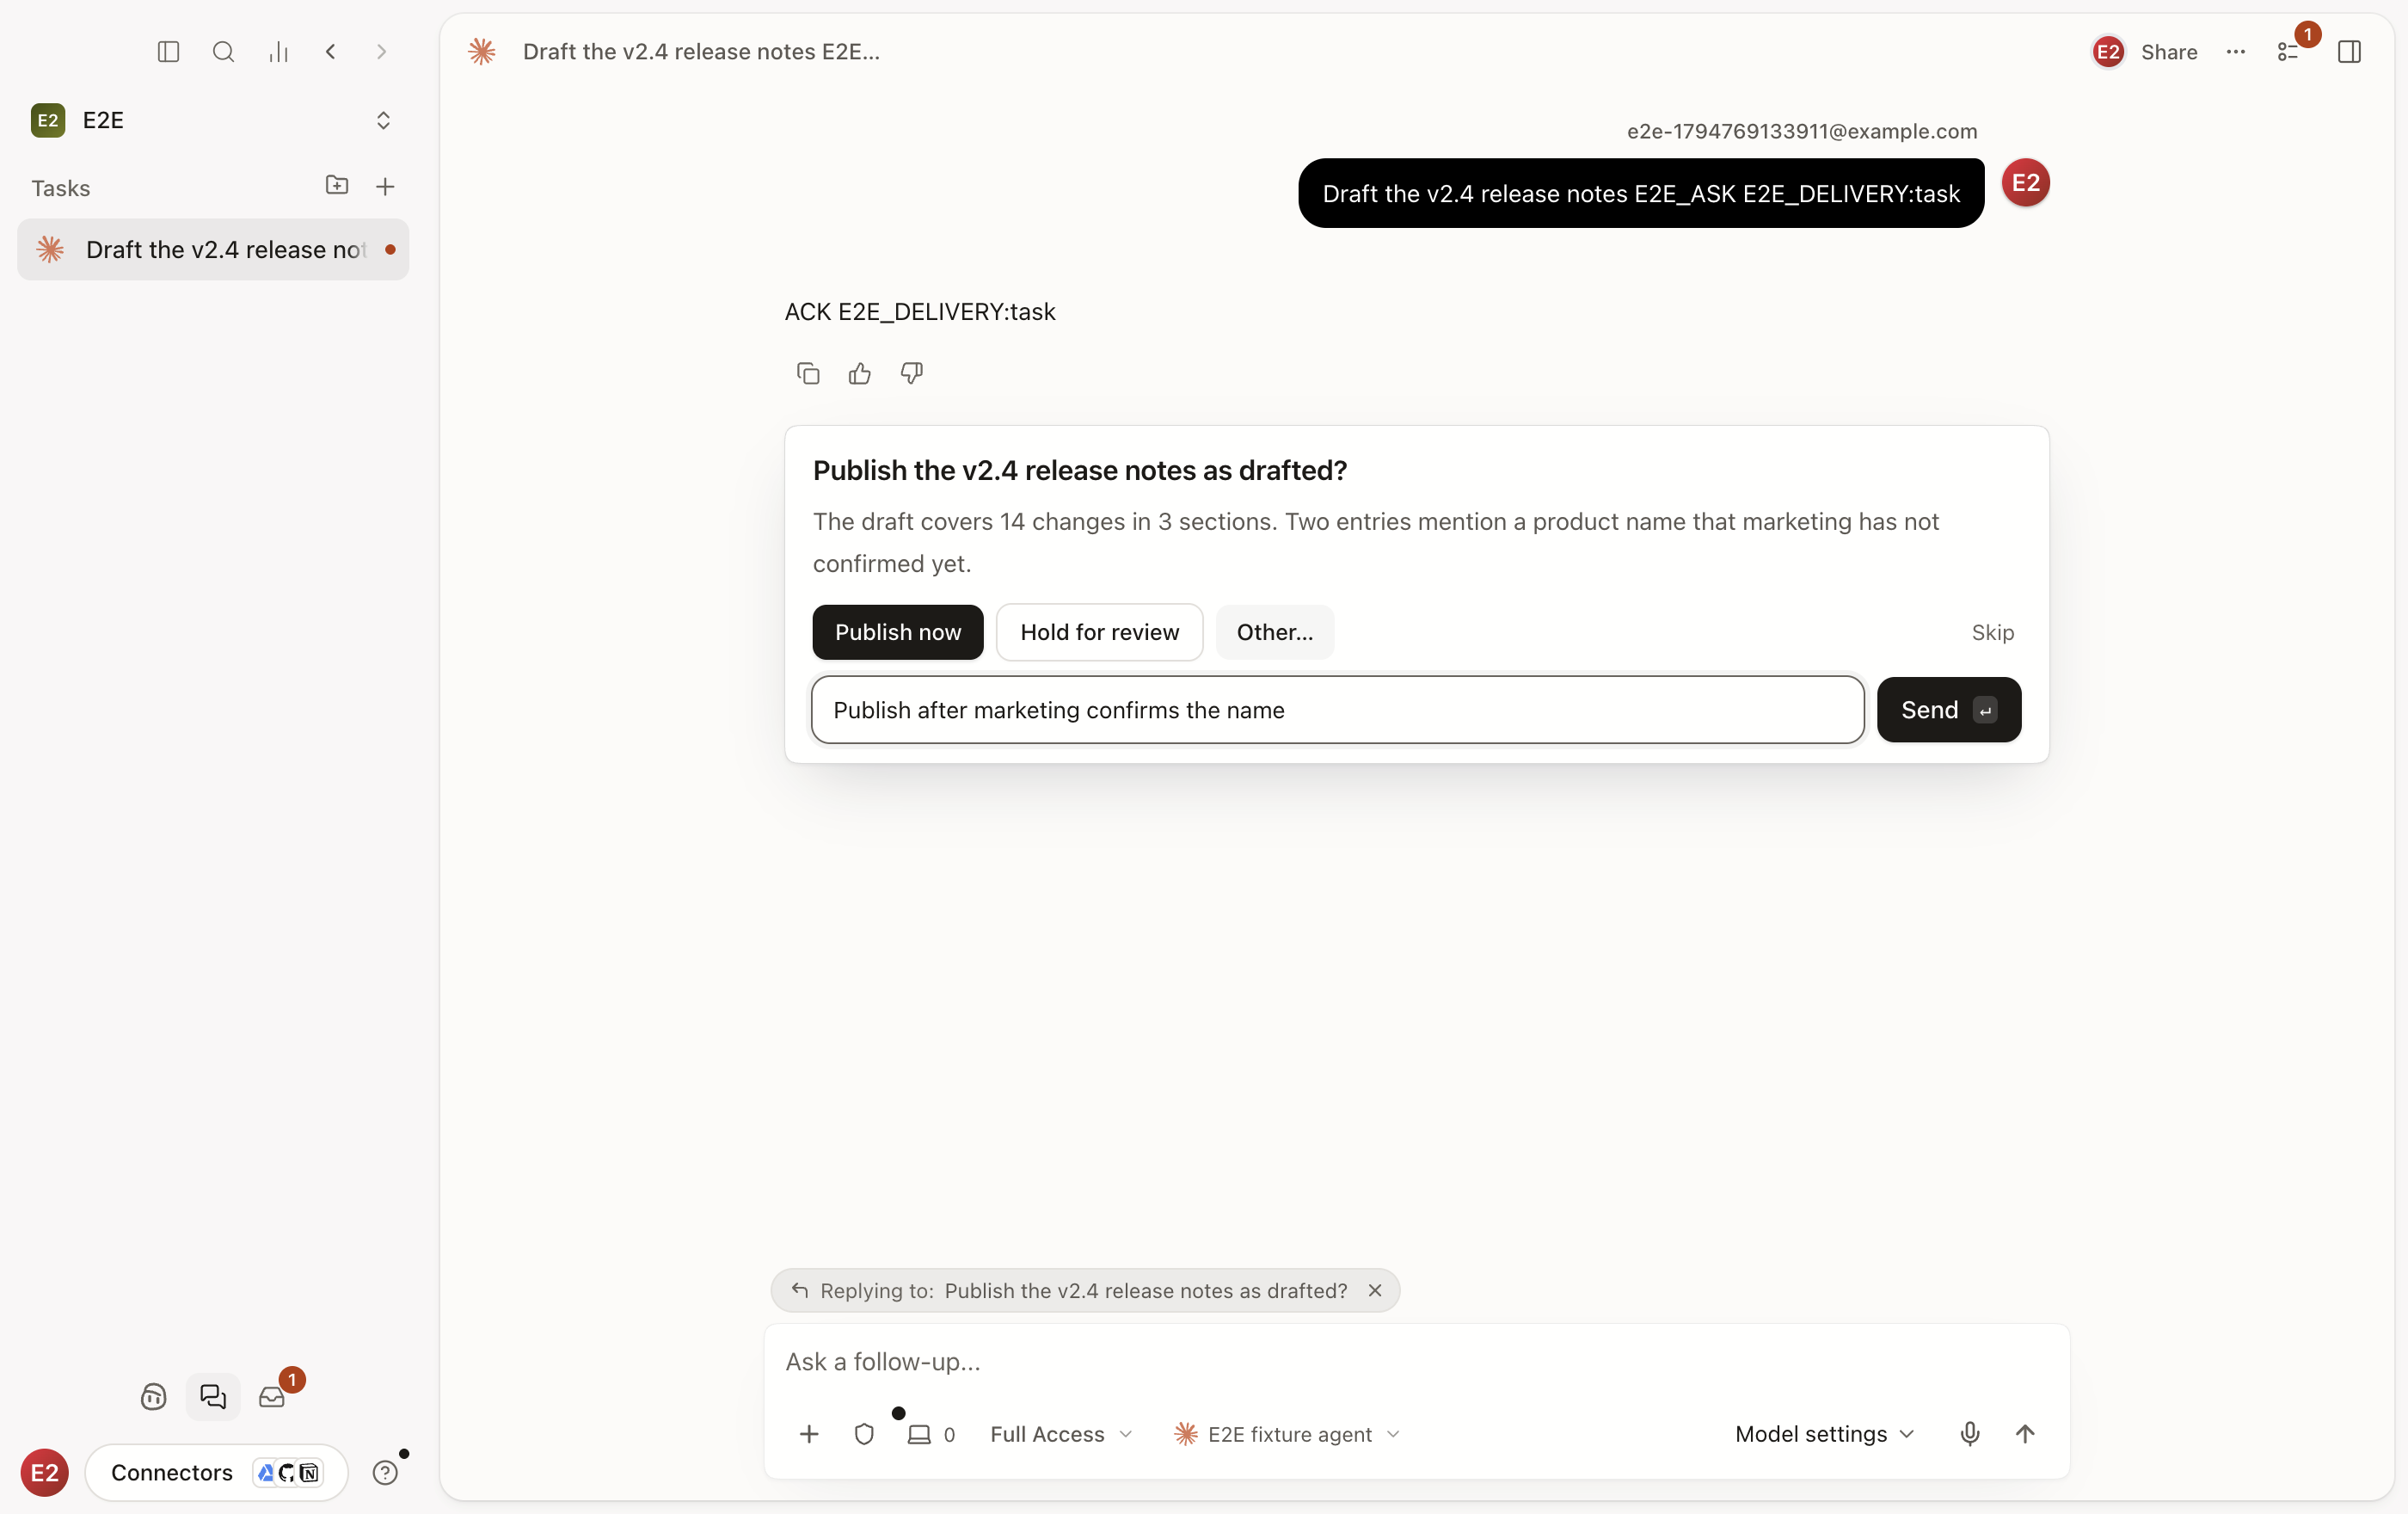 Draft the v2.4 release notes E2E...
E2
Share
1
E2
E2E
Tasks
Draft the v2.4 release not
e2e-1794769133911@example.com
Draft the v2.4 release notes E2E_ASK E2E_DELIVERY:task
E2
ACK E2E_DELIVERY:task
Publish the v2.4 release notes as drafted?
The draft covers 14 changes in 3 sections. Two entries mention a product name that marketing has not
confirmed yet.
Publish now
Hold for review
Other...
Skip
Publish after marketing confirms the name
Send
Replying to: Publish the v2.4 release notes as drafted?
Ask a follow-up...
0
Full Access
E2E fixture agent
Model settings
1
E2
Connectors